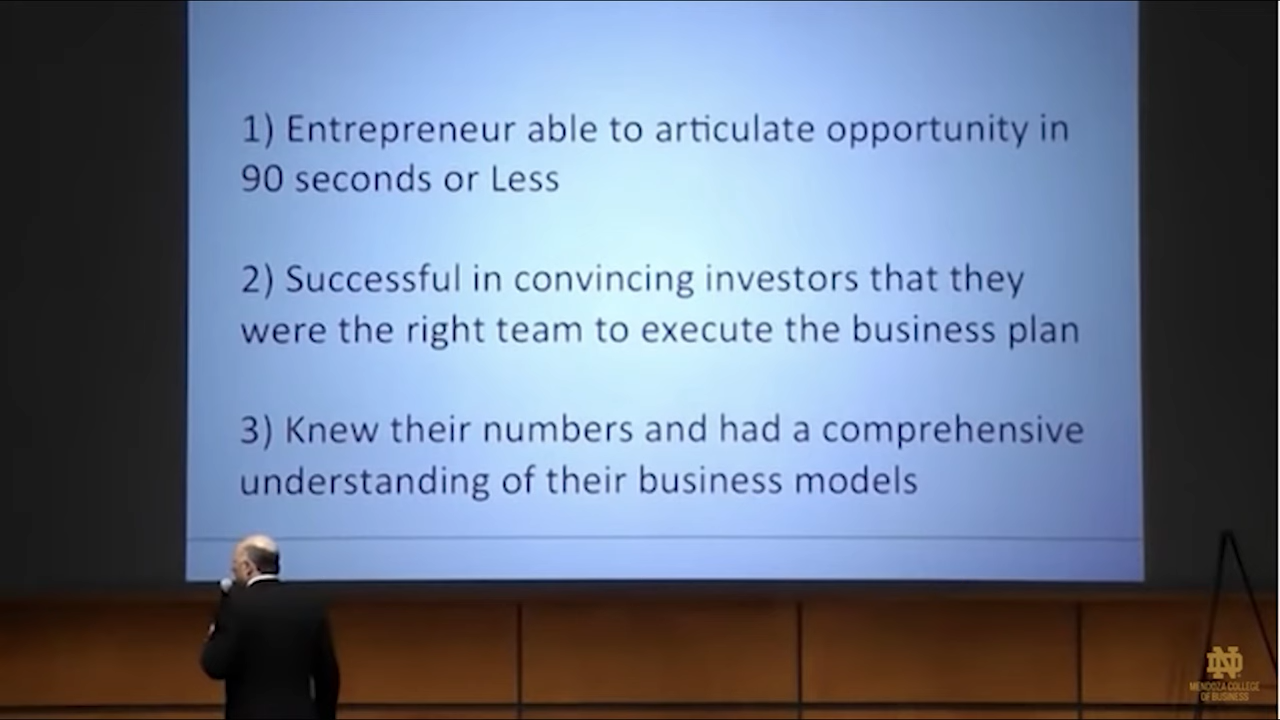 1) Entrepreneur able to articulate opportunity in
90 seconds or Less
2) Successful in convincing investors that they
were the right team to execute the business plan
3) Knew their numbers and had a comprehensive
understanding of their business models
ND
MENDOZA COLLEGE
OF BUSINESS